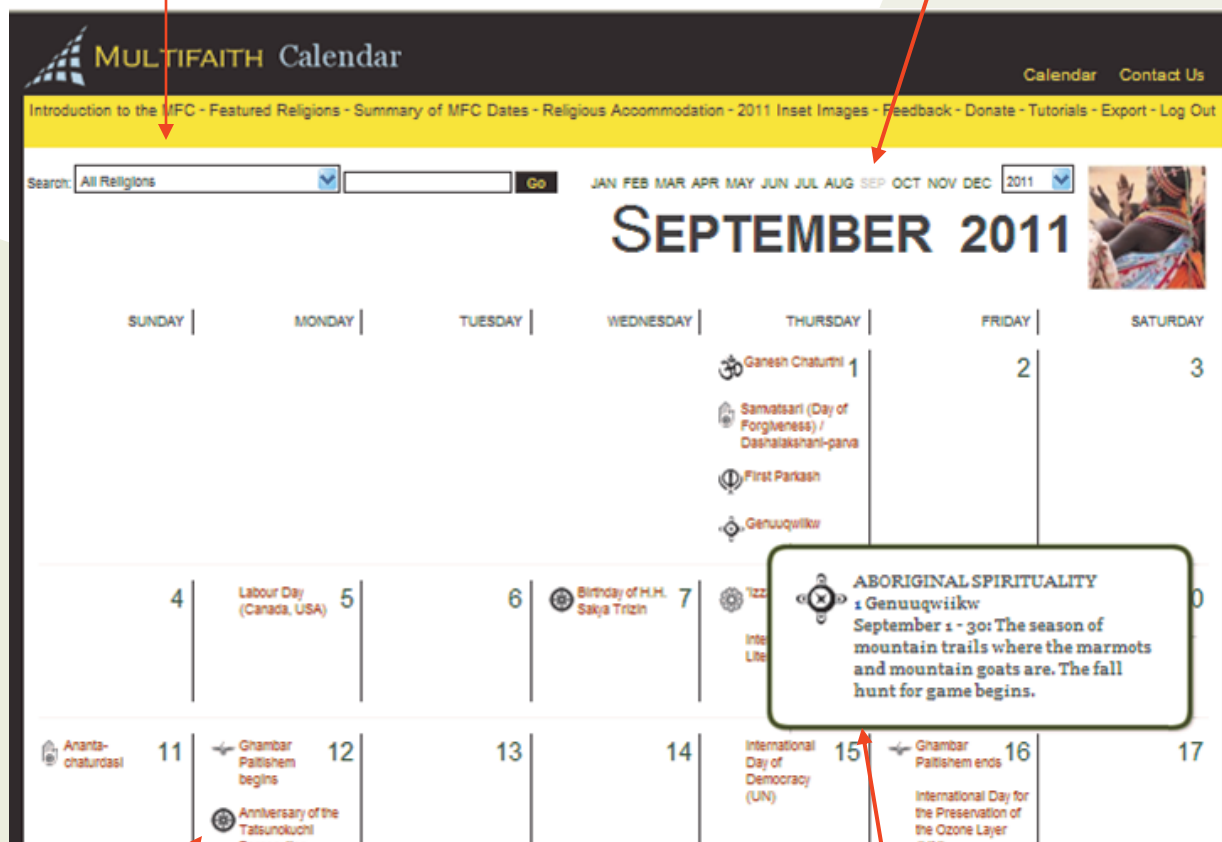 MULTIFAITH Calendar
Calendar Contact Us
Introduction to the MFC - Featured Religions - Summary of MFC Dates - Religious Accommodation - 2011 Inset Images - Feedback - Donate - Tutorials - Export - Log Out
Search: All Religions Go JAN FEB MAR APR MAY JUN JUL AUG SEP OCT NOV DEC 2011
SEPTEMBER 2011
SUNDAY MONDAY TUESDAY WEDNESDAY THURSDAY FRIDAY SATURDAY
Ganesh Chaturthi 1 2 3
Samvatsari (Day of
Forgiveness) /
Dashalakshani-parva
First Parkash
Genuuqwiikw
4
Labour Day
(Canada, USA) 5
6
Birthday of H.H.
Sakya Trizin 7
ABORIGINAL SPIRITUALITY
1 Genuuqwiikw
September 1 - 30: The season of
mountain trails where the marmots
and mountain goats are. The fall
hunt for game begins.
Ananta-
chaturdasi 11
Ghambar
Paitishem
begins 12
Anniversary of the
Tatsunokuchi
13
14
International
Day of
Democracy
(UN) 15
Ghambar
Paitishem ends 16
International Day for
the Preservation of
the Ozone Layer
17